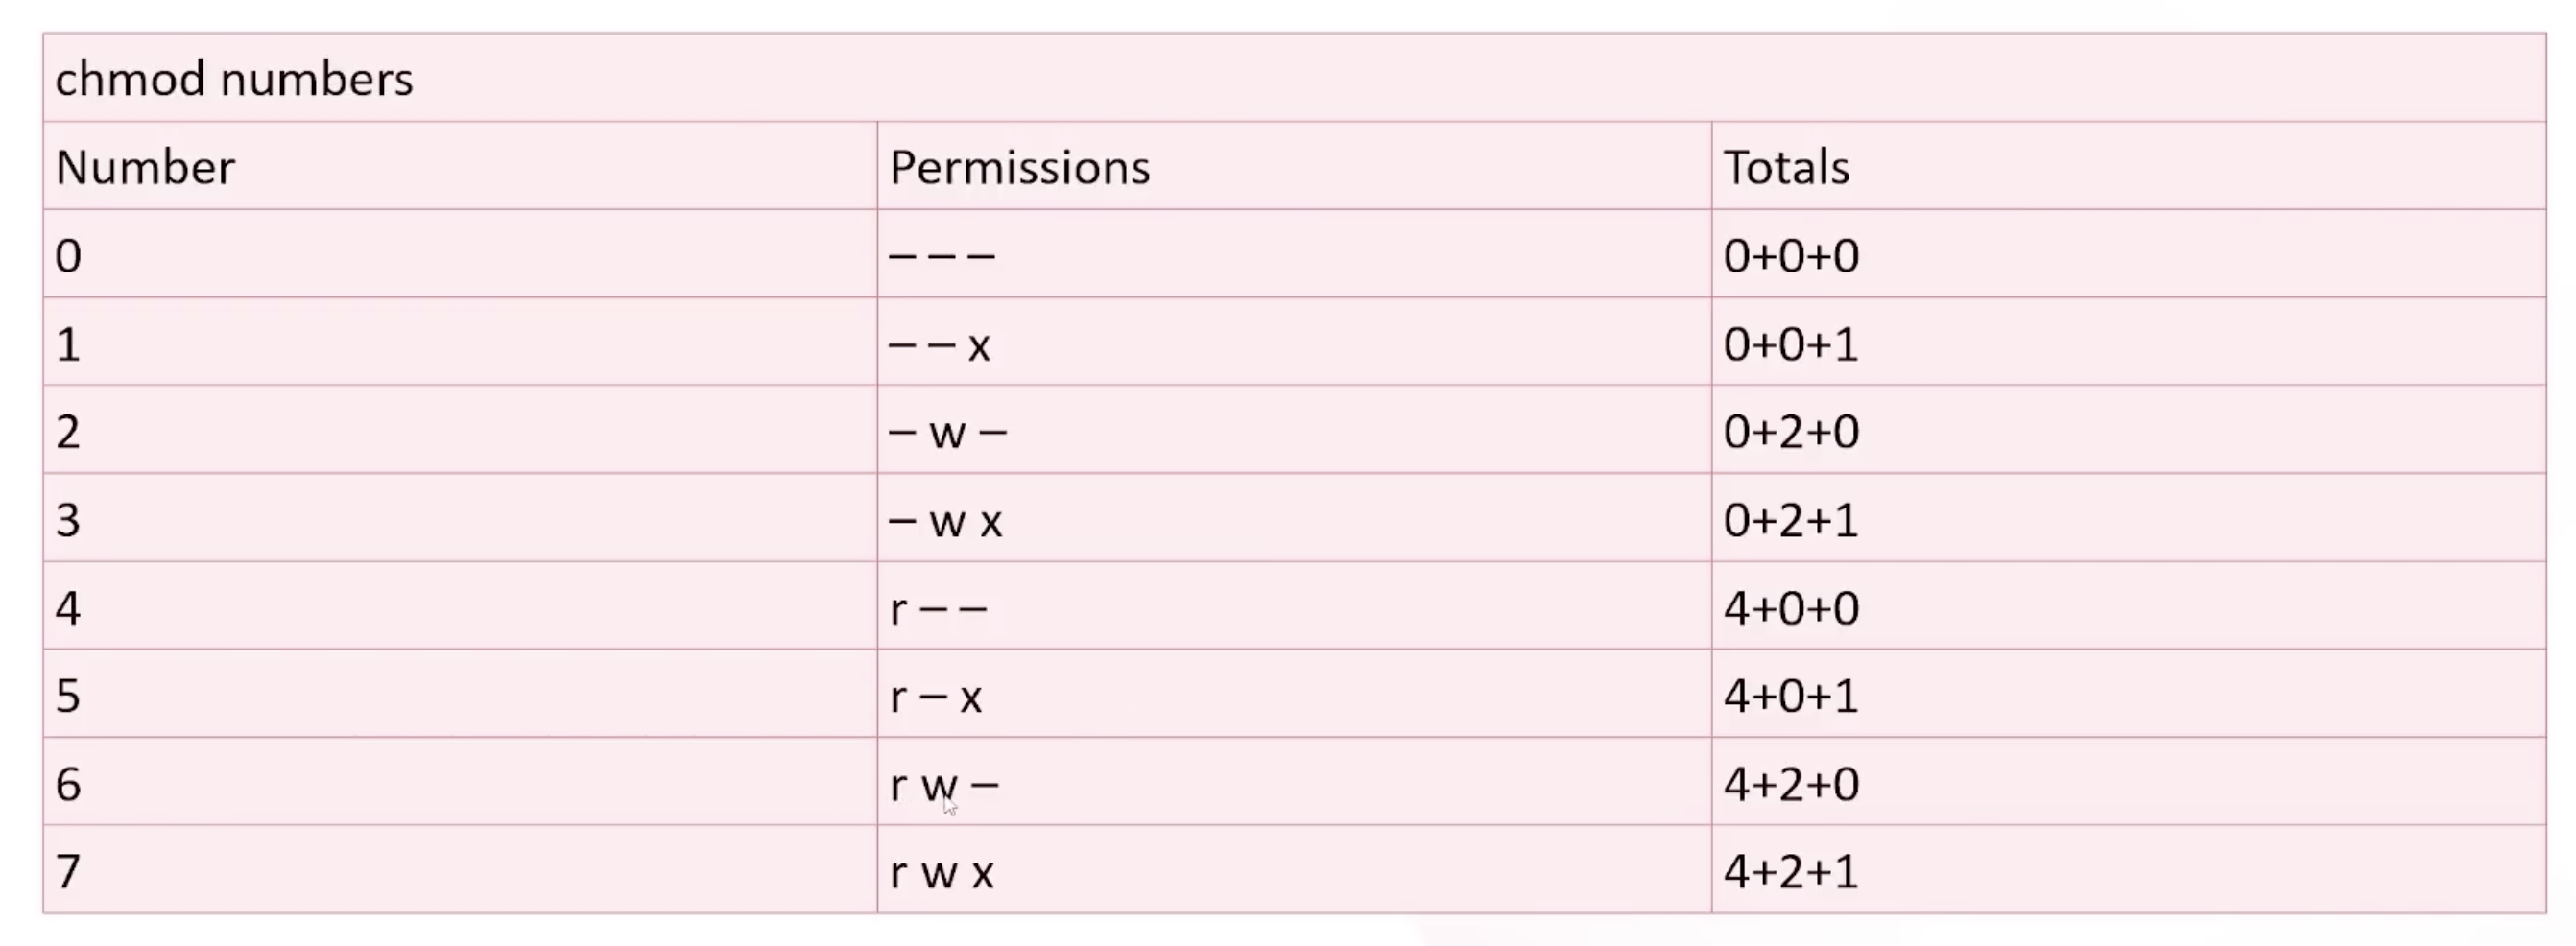 chmod numbers
Number Permissions Totals
0 – – – 0+0+0
1 – – x 0+0+1
2 – w – 0+2+0
3 – w x 0+2+1
4 r – – 4+0+0
5 r – x 4+0+1
6 r w – 4+2+0
7 r w x 4+2+1